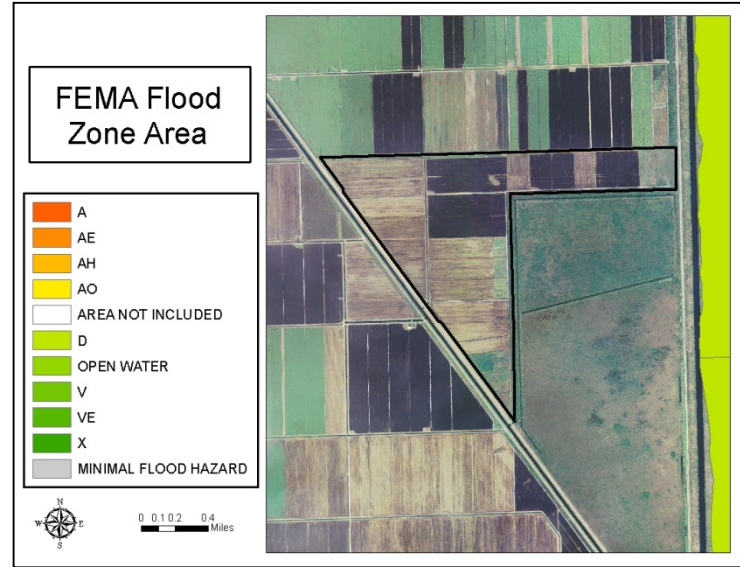 FEMA Flood
Zone Area
A
AE
AH
AO
AREA NOT INCLUDED
D
OPEN WATER
V
VE
X
MINIMAL FLOOD HAZARD
N
W E
S
0 0.1 0.2 0.4
Miles